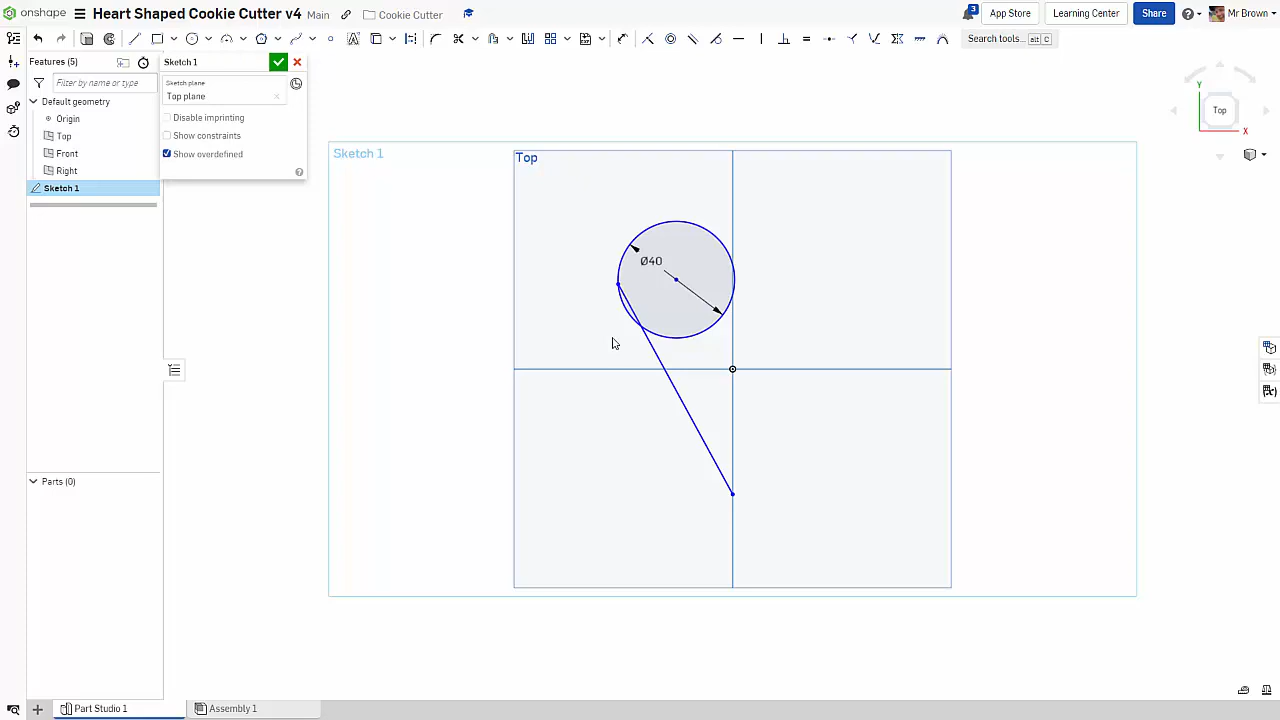 onshape
Heart Shaped Cookie Cutter v4
Main
Cookie Cutter
3
App Store
Learning Center
Share
Mr Brown
Search tools...
alt C
Features (5)
Filter by name or type
Default geometry
Origin
Top
Front
Right
Sketch 1
Parts (0)
Sketch 1
Sketch plane
Top plane
Disable imprinting
Show constraints
Show overdefined
Sketch 1
Top
Ø40
Y
Top
X
Part Studio 1
Assembly 1